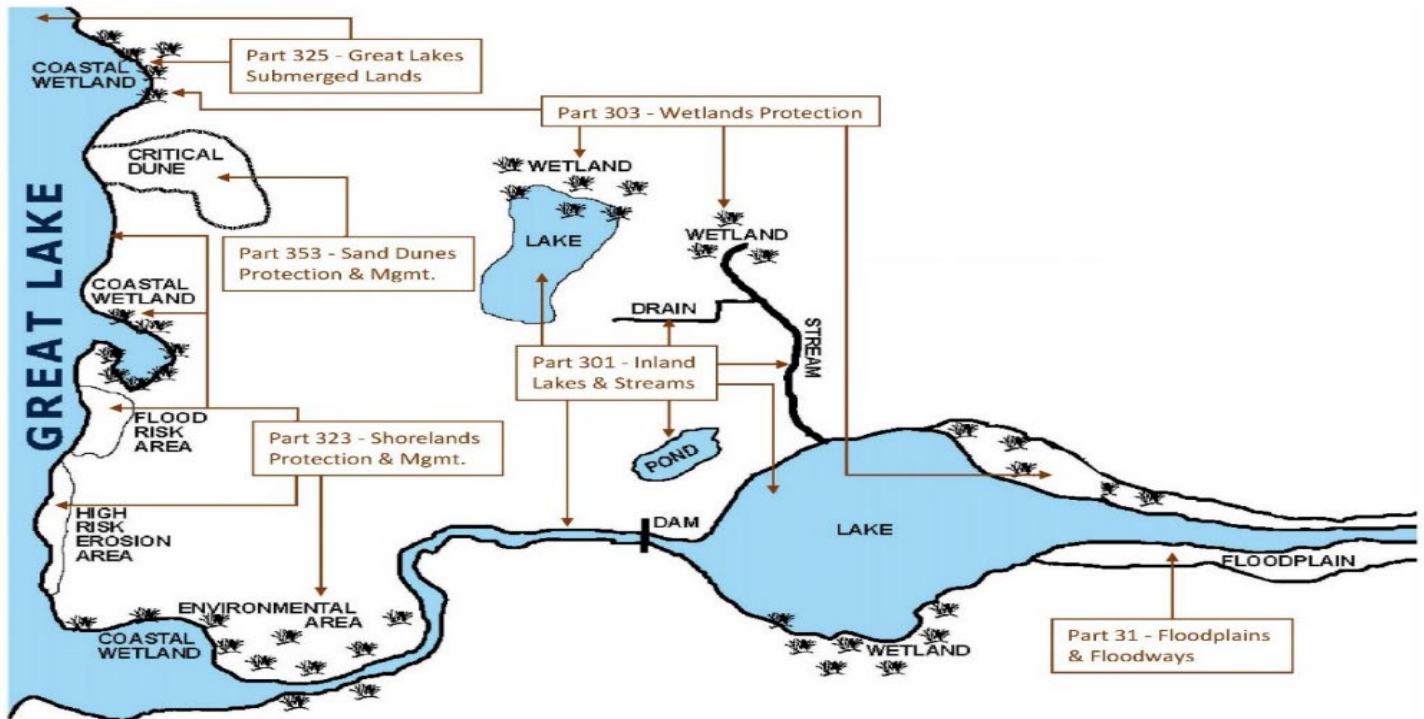 Part 325 - Great Lakes
Submerged Lands
COASTAL
WETLAND
Part 303 - Wetlands Protection
CRITICAL
DUNE
WETLAND
LAKE
WETLAND
Part 353 - Sand Dunes
Protection & Mgmt.
COASTAL
WETLAND
DRAIN
STREAM
GREAT LAKE
Part 301 - Inland
Lakes & Streams
FLOOD
RISK
AREA
Part 323 - Shorelands
Protection & Mgmt.
POND
HIGH
RISK
EROSION
AREA
DAM
LAKE
FLOODPLAIN
ENVIRONMENTAL
AREA
COASTAL
WETLAND
WETLAND
Part 31 - Floodplains
& Floodways